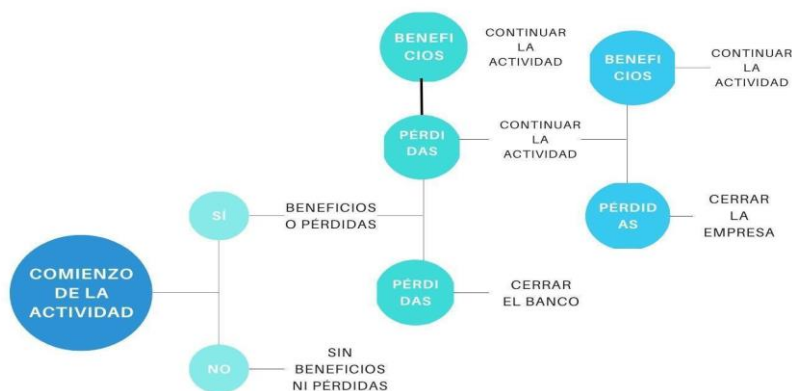 COMIENZO
DE LA
ACTIVIDAD
SÍ
NO
BENEFICIOS
O PÉRDIDAS
SIN
BENEFICIOS
NI PÉRDIDAS
BENEFI
CIOS
CONTINUAR
LA
ACTIVIDAD
PÉRDI
DAS
CONTINUAR
LA
ACTIVIDAD
PÉRDI
DAS
CERRAR
EL BANCO
BENEFI
CIOS
CONTINUAR
LA
ACTIVIDAD
PÉRDID
AS
CERRAR
LA
EMPRESA